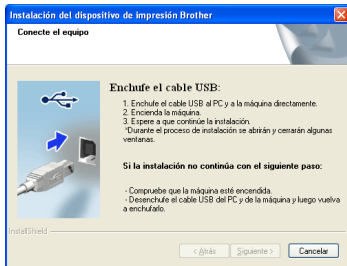 Instalación del dispositivo de impresión Brother
Conecte el equipo
Enchufe el cable USB:
1. Enchufe el cable USB al PC y a la máquina directamente.
2. Encienda la máquina.
3. Espere a que continúe la instalación.
*Durante el proceso de instalación se abrirán y cerrarán algunas
ventanas.
Si la instalación no continúa con el siguiente paso:
- Compruebe que la máquina esté encendida.
- Desenchufe el cable USB del PC y de la máquina y luego vuelva
a enchufarlo.
InstallShield
< Atrás
Siguiente >
Cancelar